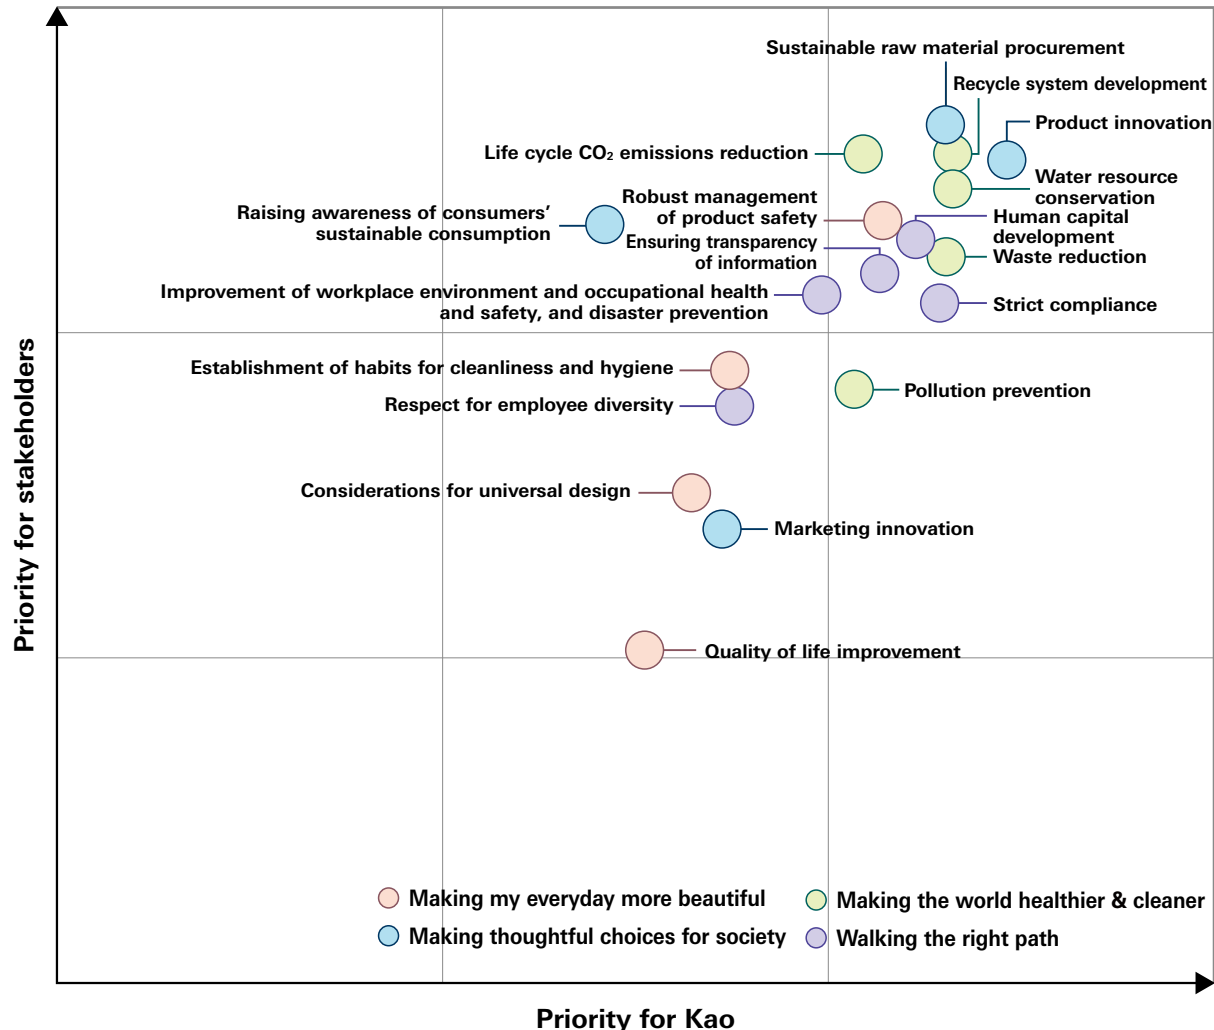 Sustainable raw material procurement
Recycle system development
Product innovation
Life cycle CO₂ emissions reduction
Water resource
conservation
Robust management
of product safety
Raising awareness of consumers’
sustainable consumption
Human capital
development
Ensuring transparency
of information
Waste reduction
Improvement of workplace environment and occupational health
and safety, and disaster prevention
Strict compliance
Establishment of habits for cleanliness and hygiene
Pollution prevention
Respect for employee diversity
Considerations for universal design
Marketing innovation
Quality of life improvement
Priority for stakeholders
Making my everyday more beautiful
Making the world healthier & cleaner
Making thoughtful choices for society
Walking the right path
Priority for Kao